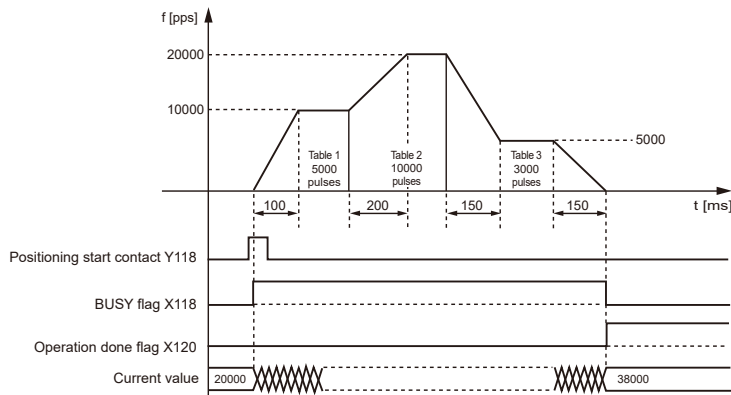 f [pps]
20000
10000
5000
Table 1
5000
pulses
Table 2
10000
pulses
Table 3
3000
pulses
100
200
150
150
t [ms]
Positioning start contact Y118
BUSY flag X118
Operation done flag X120
Current value
20000
38000